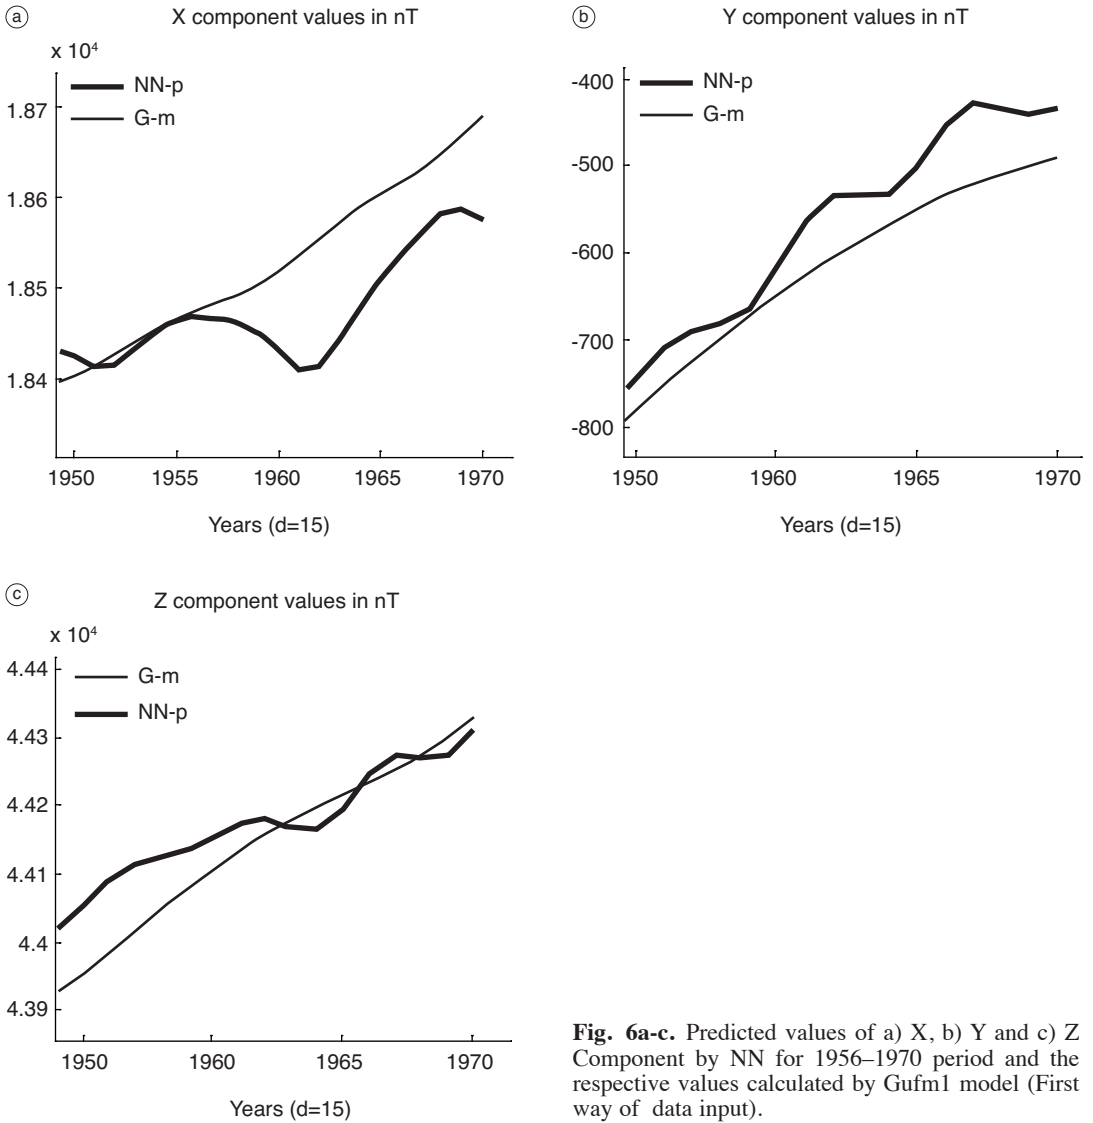 a X component values in nT
x 10⁴
NN-p
G-m
1.87
1.86
1.85
1.84
1950 1955 1960 1965 1970
Years (d=15)
b Y component values in nT
NN-p
G-m
-400
-500
-600
-700
-800
1950 1960 1965 1970
Years (d=15)
c Z component values in nT
x 10⁴
G-m
NN-p
4.44
4.43
4.42
4.41
4.4
4.39
1950 1960 1965 1970
Years (d=15)
Fig. 6a-c. Predicted values of a) X, b) Y and c) Z
Component by NN for 1956–1970 period and the
respective values calculated by Gufm1 model (First
way of data input).